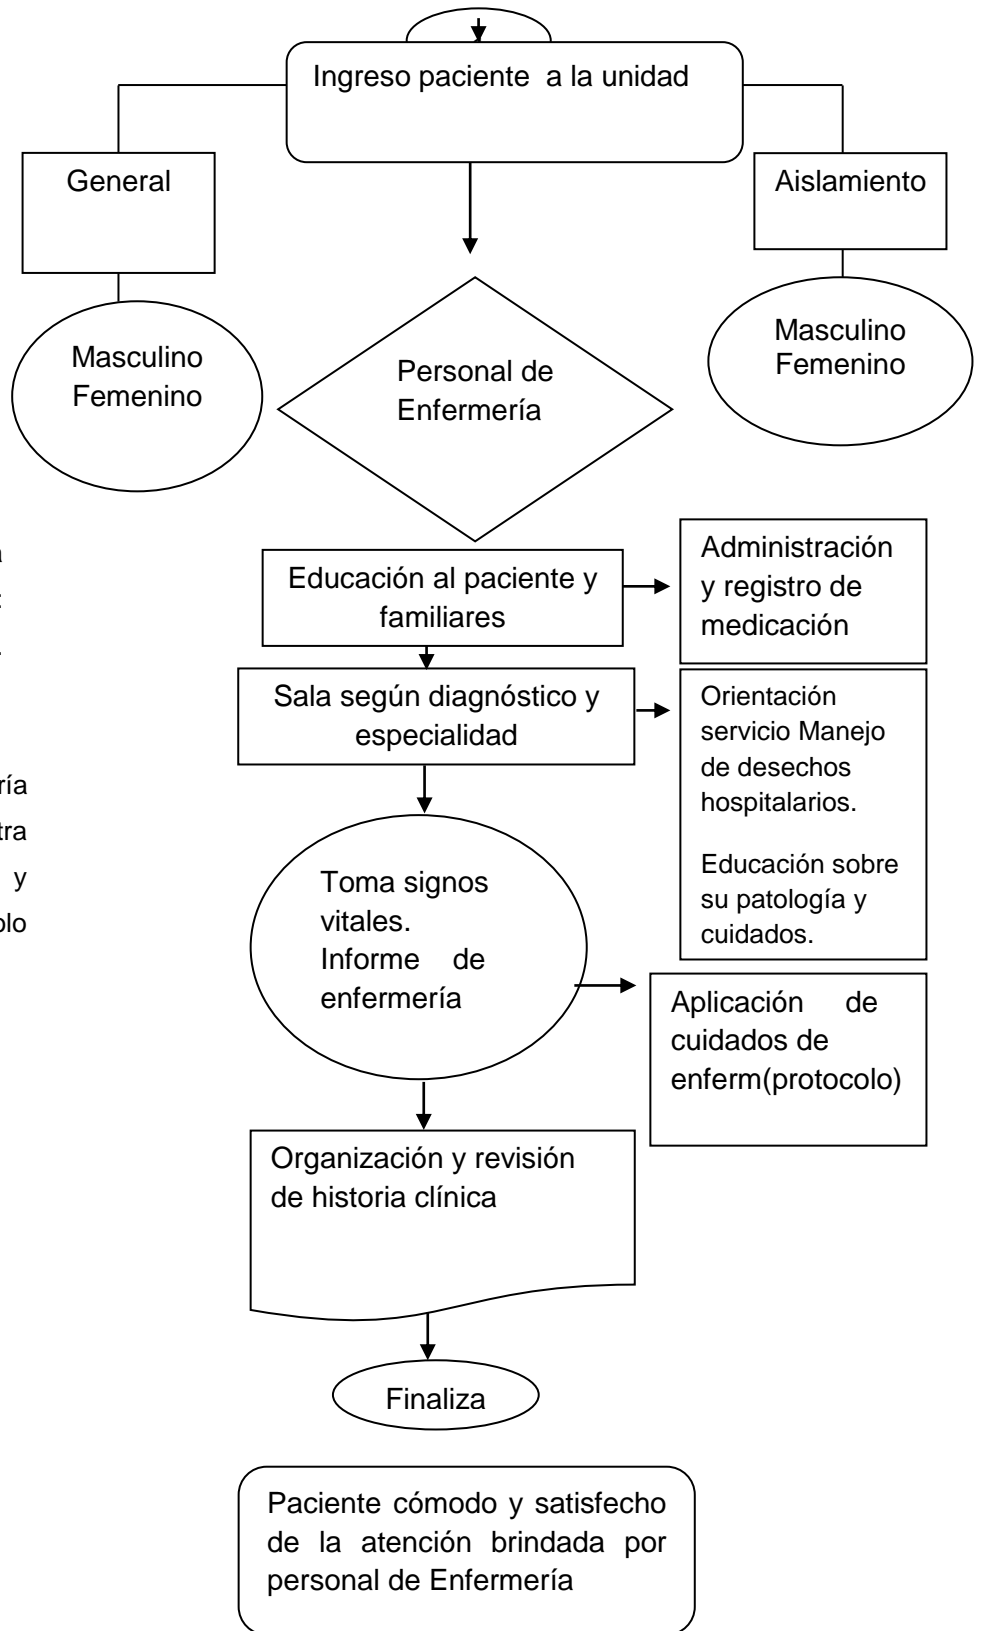 Ingreso paciente a la unidad
General
Aislamiento
Masculino
Femenino
Personal de
Enfermería
Masculino
Femenino
Educación al paciente y
familiares
Administración
y registro de
medicación
Sala según diagnóstico y
especialidad
Orientación
servicio Manejo
de desechos
hospitalarios.
Educación sobre
su patología y
cuidados.
Toma signos
vitales.
Informe de
enfermería
Aplicación de
cuidados de
enferm(protocolo)
Organización y revisión
de historia clínica
Finaliza
Paciente cómodo y satisfecho
de la atención brindada por
personal de Enfermería
y